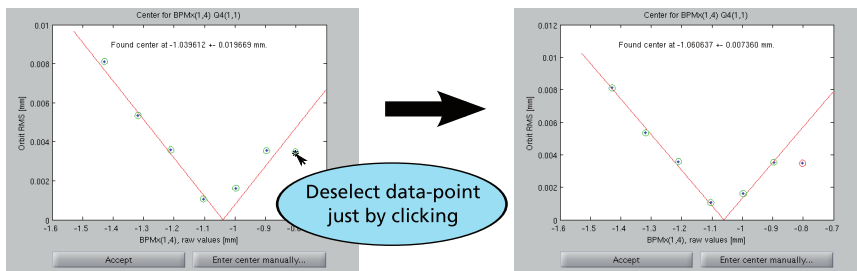 Center for BPMx(1,4) Q4(1,1)
0.01
Found center at -1.039612 +- 0.019669 mm.
0.008
0.006
Orbit RMS [mm]
0.004
0.002
0
-1.6 -1.5 -1.4 -1.3 -1.2 -1.1 -1 -0.9 -0.8
BPMx(1,4), raw values [mm]
Accept
Enter center manually...
Deselect data-point
just by clicking
Center for BPMx(1,4) Q4(1,1)
0.012
Found center at -1.060637 +- 0.007360 mm.
0.01
0.008
Orbit RMS [mm]
0.006
0.004
0.002
0
-1.6 -1.5 -1.4 -1.3 -1.2 -1.1 -1 -0.9 -0.8 -0.7
BPMx(1,4), raw values [mm]
Accept
Enter center manually...